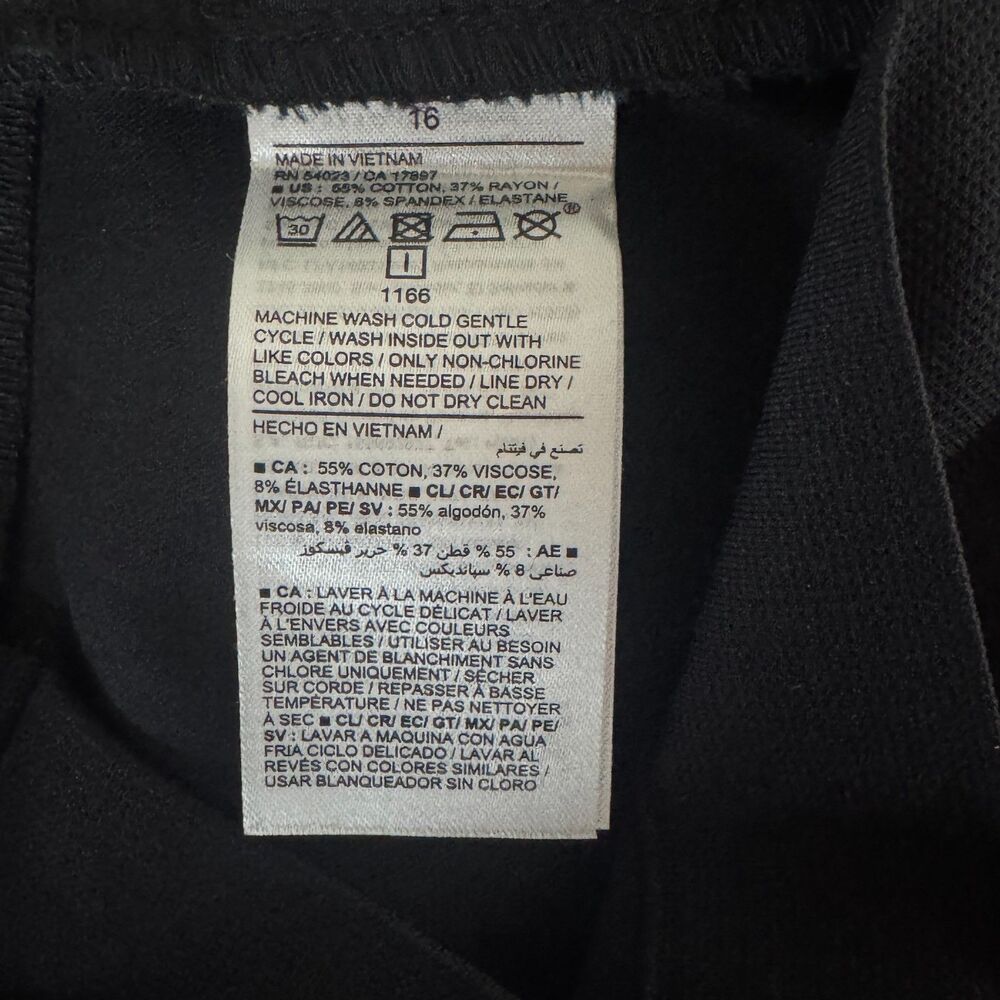 16
MADE IN VIETNAM
RN 54023 / CA 17897
■ US : 55% COTTON, 37% RAYON /
VISCOSE, 8% SPANDEX / ELASTANE
30
®
1166
MACHINE WASH COLD GENTLE
CYCLE / WASH INSIDE OUT WITH
LIKE COLORS / ONLY NON-CHLORINE
BLEACH WHEN NEEDED / LINE DRY /
COOL IRON / DO NOT DRY CLEAN
HECHO EN VIETNAM /
تصنع في فيتنام
■ CA : 55% COTON, 37% VISCOSE,
8% ÉLASTHANNE ■ CL/ CR/ EC/ GT/
MX/ PA/ PE/ SV : 55% algodón, 37%
viscosa, 8% elastano
■ AE : 55 % قطن 37 % حرير فيسكوز
صناعى 8 % سباندیکس
■ CA : LAVER À LA MACHINE À L'EAU
FROIDE AU CYCLE DÉLICAT / LAVER
À L'ENVERS AVEC COULEURS
SEMBLABLES / UTILISER AU BESOIN
UN AGENT DE BLANCHIMENT SANS
CHLORE UNIQUEMENT / SÉCHER
SUR CORDE / REPASSER À BASSE
TEMPÉRATURE / NE PAS NETTOYER
À SEC ■ CL/ CR/ EC/ GT/ MX/ PA/ PE/
SV : LAVAR A MAQUINA CON AGUA
FRIA CICLO DELICADO / LAVAR AL
REVÉS CON COLORES SIMILARES /
USAR BLANQUEADOR SIN CLORO